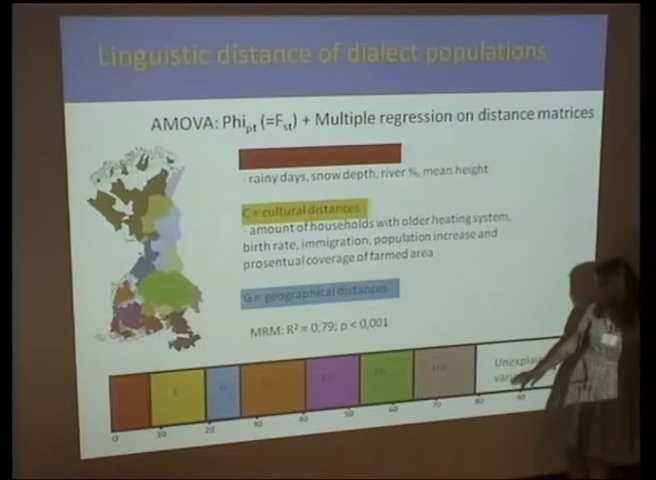 Linguistic distance of dialect populations
AMOVA: Phipt (=Fst) + Multiple regression on distance matrices
- rainy days, snow depth, river %, mean height
C = cultural distances
- amount of households with older heating system,
birth rate, immigration, population increase and
prosentual coverage of farmed area
G = geographical distances
MRM: R² = 0,79; p < 0,001
0 10 20 30 40 50 60 70 80 90